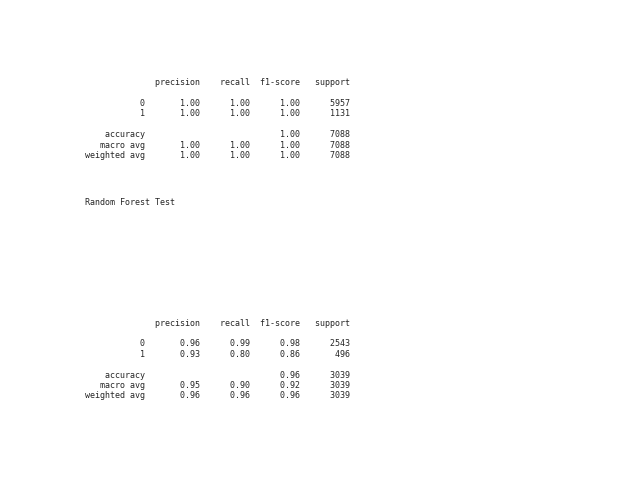 precision recall f1-score support
0 1.00 1.00 1.00 5957
1 1.00 1.00 1.00 1131
accuracy 1.00 7088
macro avg 1.00 1.00 1.00 7088
weighted avg 1.00 1.00 1.00 7088
Random Forest Test
precision recall f1-score support
0 0.96 0.99 0.98 2543
1 0.93 0.80 0.86 496
accuracy 0.96 3039
macro avg 0.95 0.90 0.92 3039
weighted avg 0.96 0.96 0.96 3039